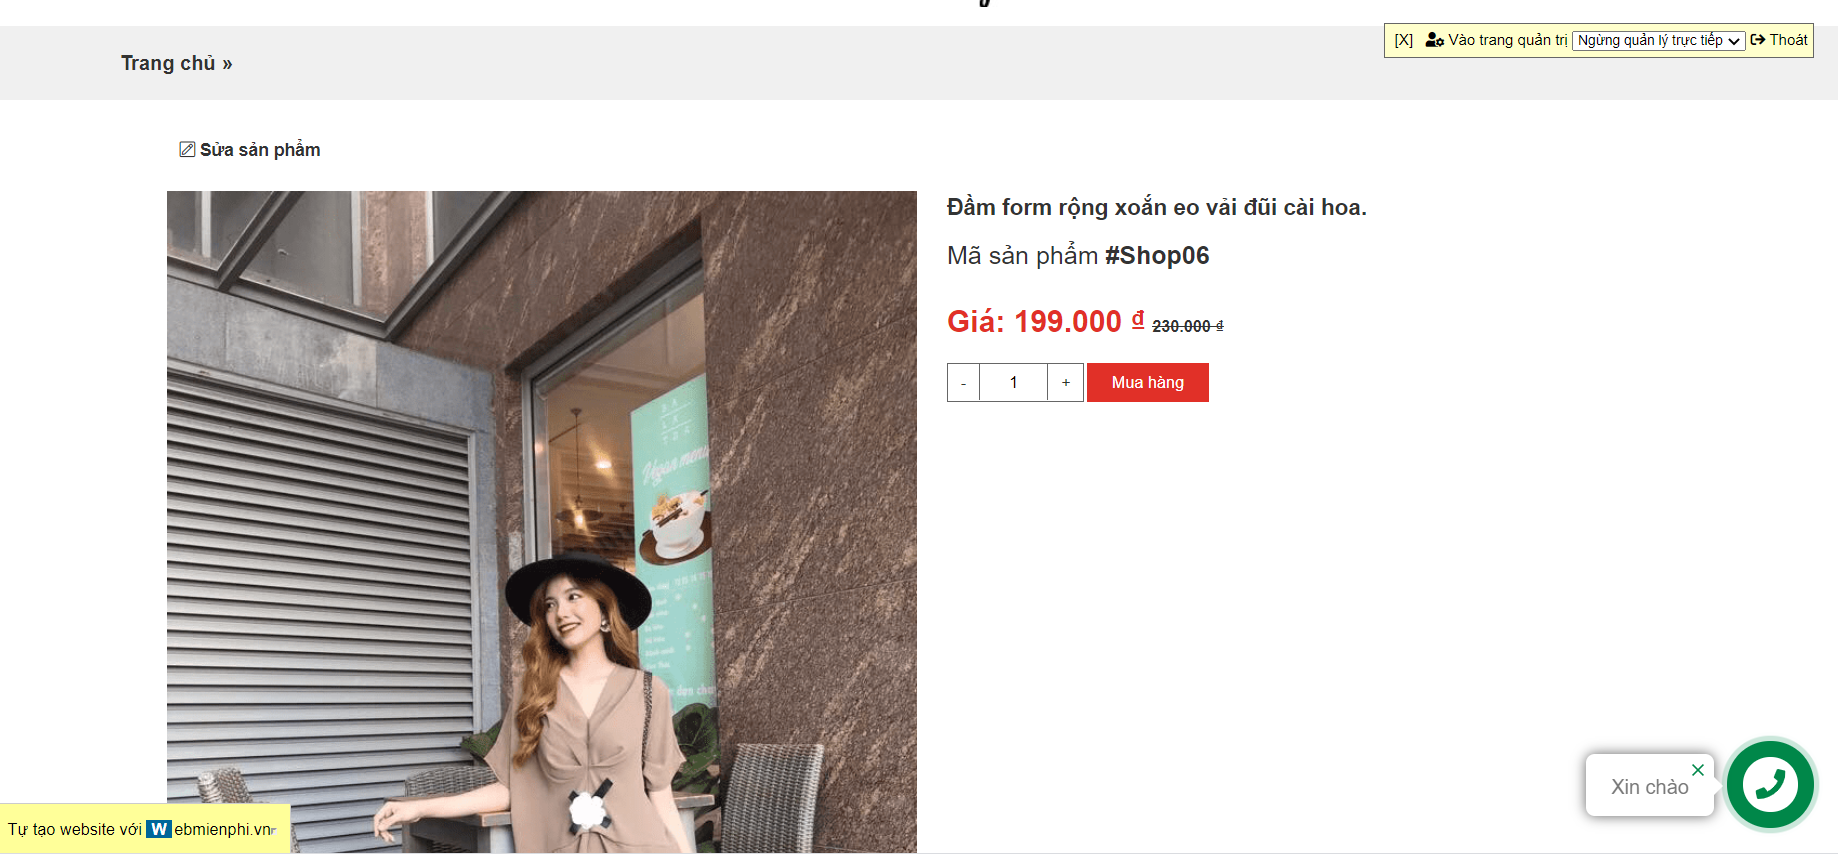 [X] Vào trang quản trị Ngừng quản lý trực tiếp Thoát
Trang chủ »
Sửa sản phẩm
Đầm form rộng xoắn eo vải đũi cài hoa.
Mã sản phẩm #Shop06
Giá: 199.000 ₫ 230.000 ₫
- 1 + Mua hàng
Vegan menu
Xin chào
Tự tạo website với Webmienphi.vn